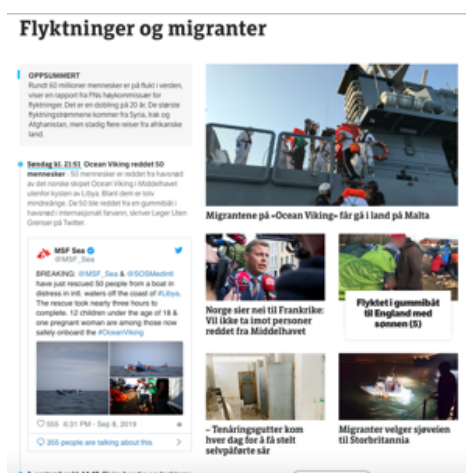 Flyktninger og migranter
OPPSUMMERT
Rundt 60 millioner mennesker er på flukt i verden,
viser en rapport fra FNs høykommissær for
flyktninger. Det er en dobling på 20 år. De største
flyktningstrømmene kommer fra Syria, Irak og
Afghanistan, men stadig flere reiser fra afrikanske
land.
Søndag kl. 21:51 Ocean Viking reddet 50
mennesker - 50 mennesker er reddet fra havsnød
av det norske skipet Ocean Viking i Middelhavet
utenfor kysten av Libya. Blant dem er tolv
mindreårige. De 50 ble reddet fra en gummibåt i
havsnød i internasjonalt farvann, skriver Leger Uten
Grenser på Twitter.
MSF Sea
@MSF_Sea
BREAKING: @MSF_Sea & @SOSMedIntl
have just rescued 50 people from a boat in
distress in intl. waters off the coast of #Libya.
The rescue took nearly three hours to
complete. 12 children under the age of 18 &
one pregnant woman are among those now
safely onboard the #OceanViking
555 6:31 PM - Sep 8, 2019
355 people are talking about this
Migrantene på «Ocean Viking» får gå i land på Malta
Norge sier nei til Frankrike:
Vil ikke ta imot personer
reddet fra Middelhavet
Flyktet i gummibåt
til England med
sønnen (5)
– Tenåringsgutter kom
hver dag for å få stelt
selvpåførte sår
Migranter velger sjøveien
til Storbritannia